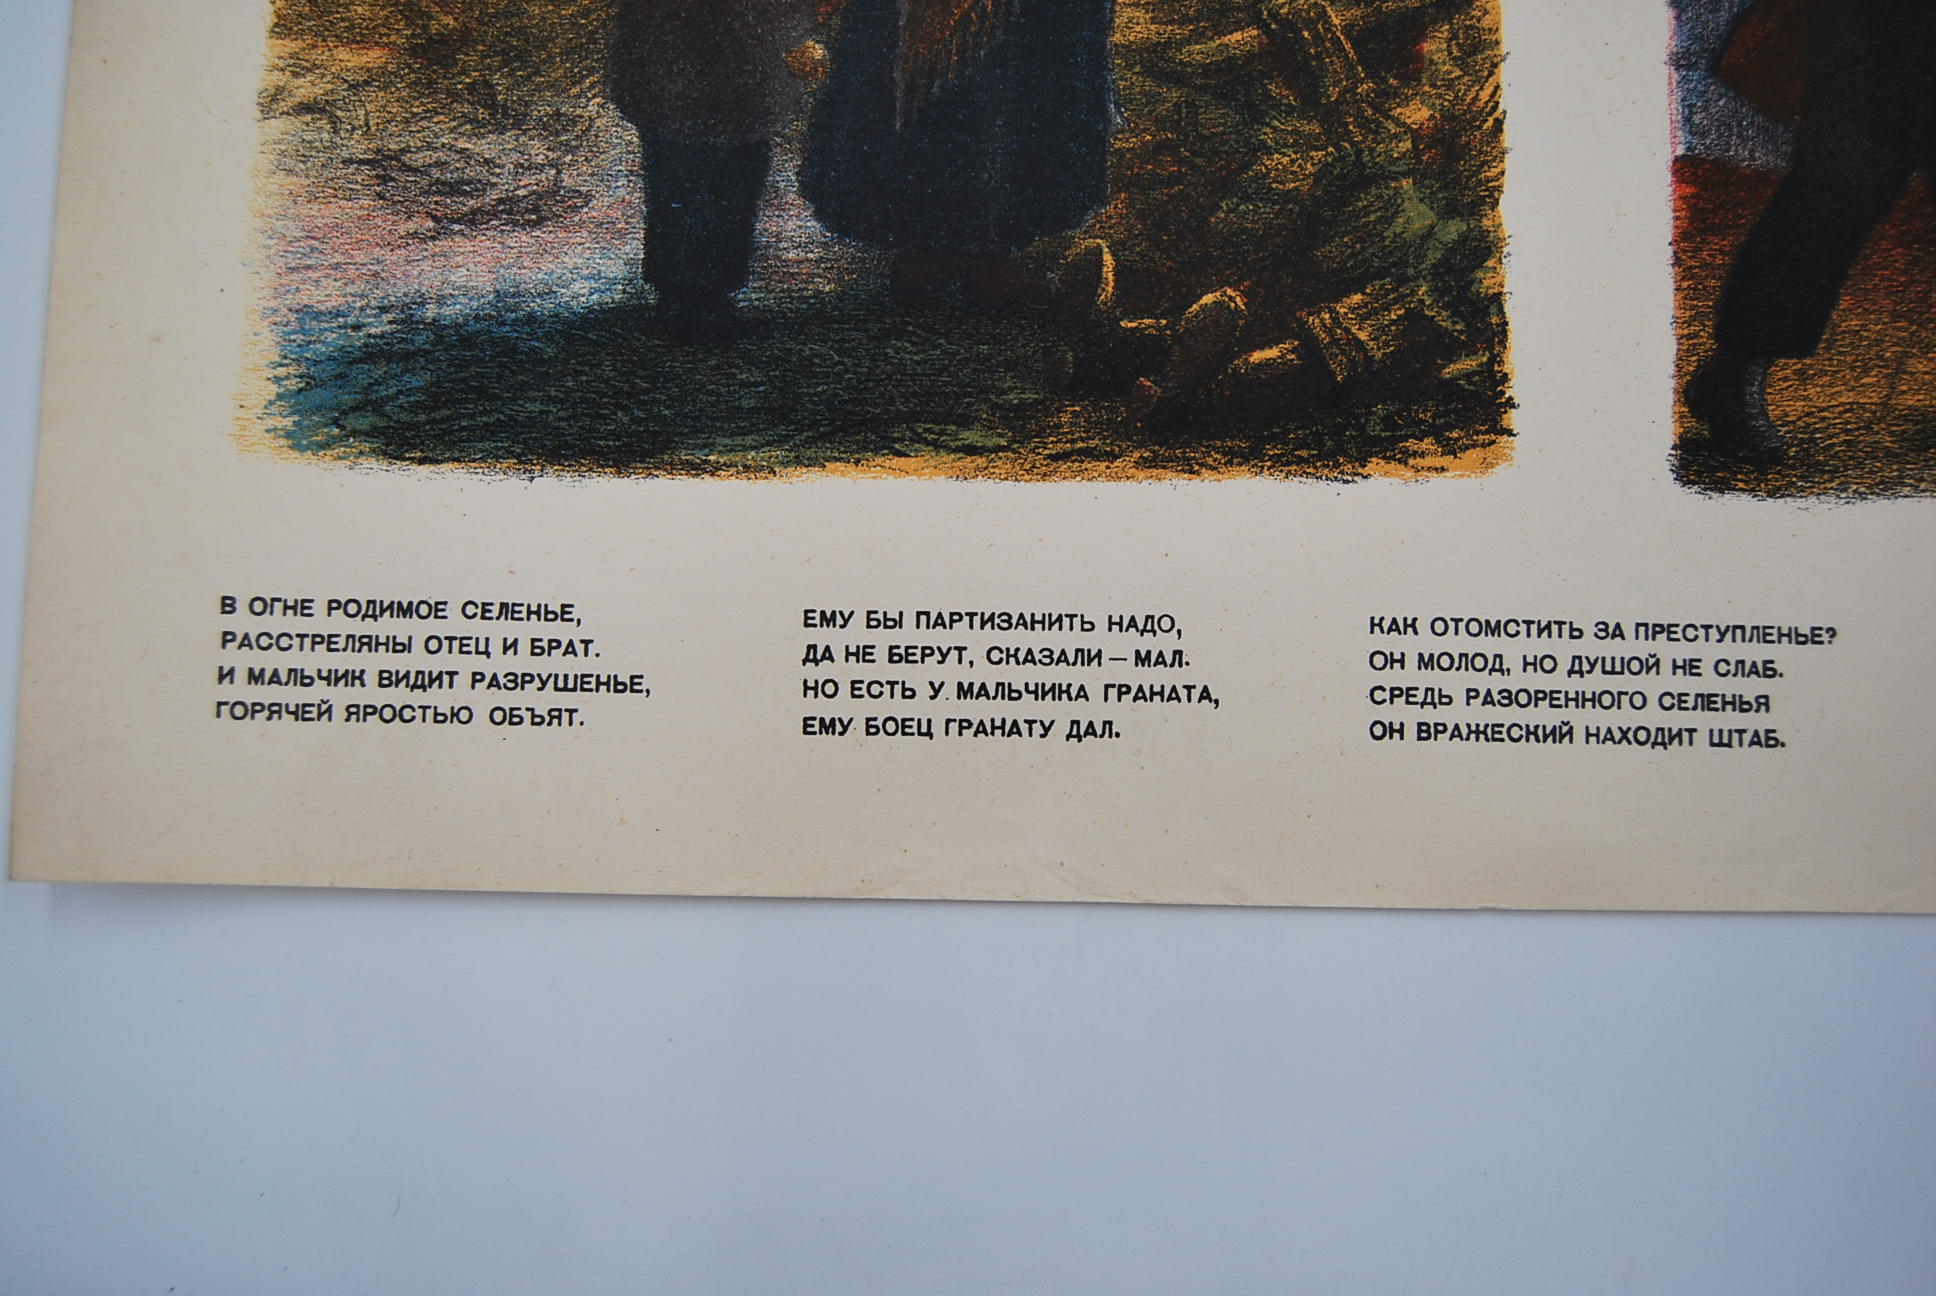 В ОГНЕ РОДИМОЕ СЕЛЕНЬЕ,
РАССТРЕЛЯНЫ ОТЕЦ И БРАТ.
И МАЛЬЧИК ВИДИТ РАЗРУШЕНЬЕ,
ГОРЯЧЕЙ ЯРОСТЬЮ ОБЪЯТ.
ЕМУ БЫ ПАРТИЗАНИТЬ НАДО,
ДА НЕ БЕРУТ, СКАЗАЛИ — МАЛ.
НО ЕСТЬ У МАЛЬЧИКА ГРАНАТА,
ЕМУ БОЕЦ ГРАНАТУ ДАЛ.
КАК ОТОМСТИТЬ ЗА ПРЕСТУПЛЕНЬЕ?
ОН МОЛОД, НО ДУШОЙ НЕ СЛАБ.
СРЕДЬ РАЗОРЕННОГО СЕЛЕНЬЯ
ОН ВРАЖЕСКИЙ НАХОДИТ ШТАБ.